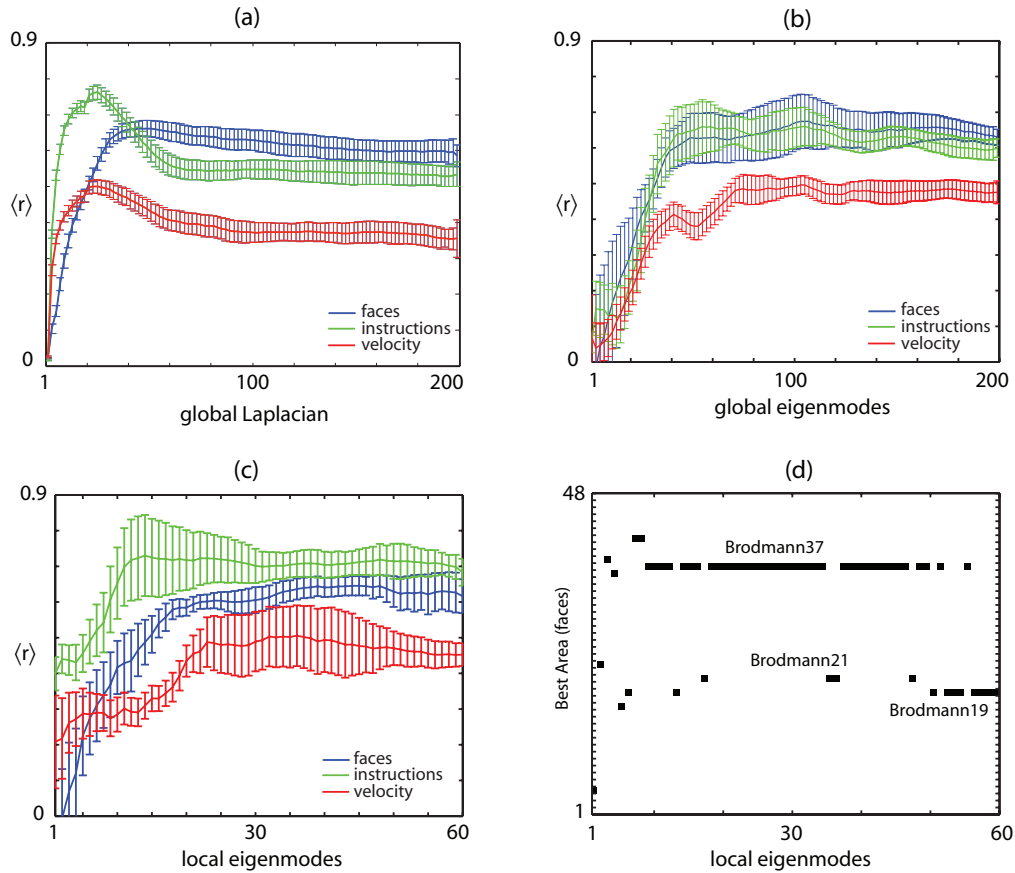 (a)
0.9
⟨r⟩
0
faces
instructions
velocity
1
100
200
global Laplacian
(b)
0.9
⟨r⟩
0
faces
instructions
velocity
1
100
200
global eigenmodes
(c)
0.9
⟨r⟩
0
faces
instructions
velocity
1
30
60
local eigenmodes
(d)
48
Best Area (faces)
1
Brodmann37
Brodmann21
Brodmann19
1
30
60
local eigenmodes